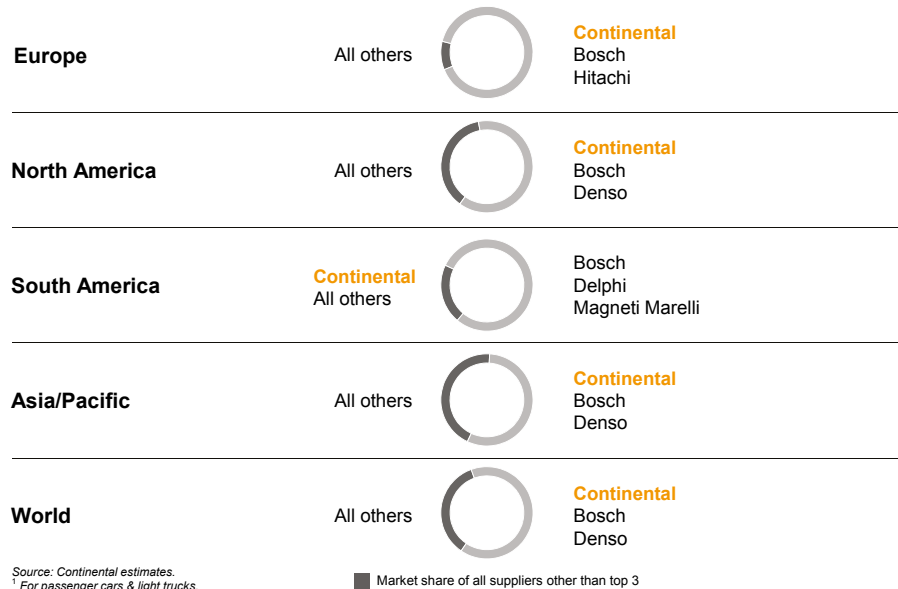 Europe
All others
Continental
Bosch
Hitachi
North America
All others
Continental
Bosch
Denso
South America
Continental
All others
Bosch
Delphi
Magneti Marelli
Asia/Pacific
All others
Continental
Bosch
Denso
World
All others
Continental
Bosch
Denso
Source: Continental estimates.
1 For passenger cars & light trucks.
Market share of all suppliers other than top 3